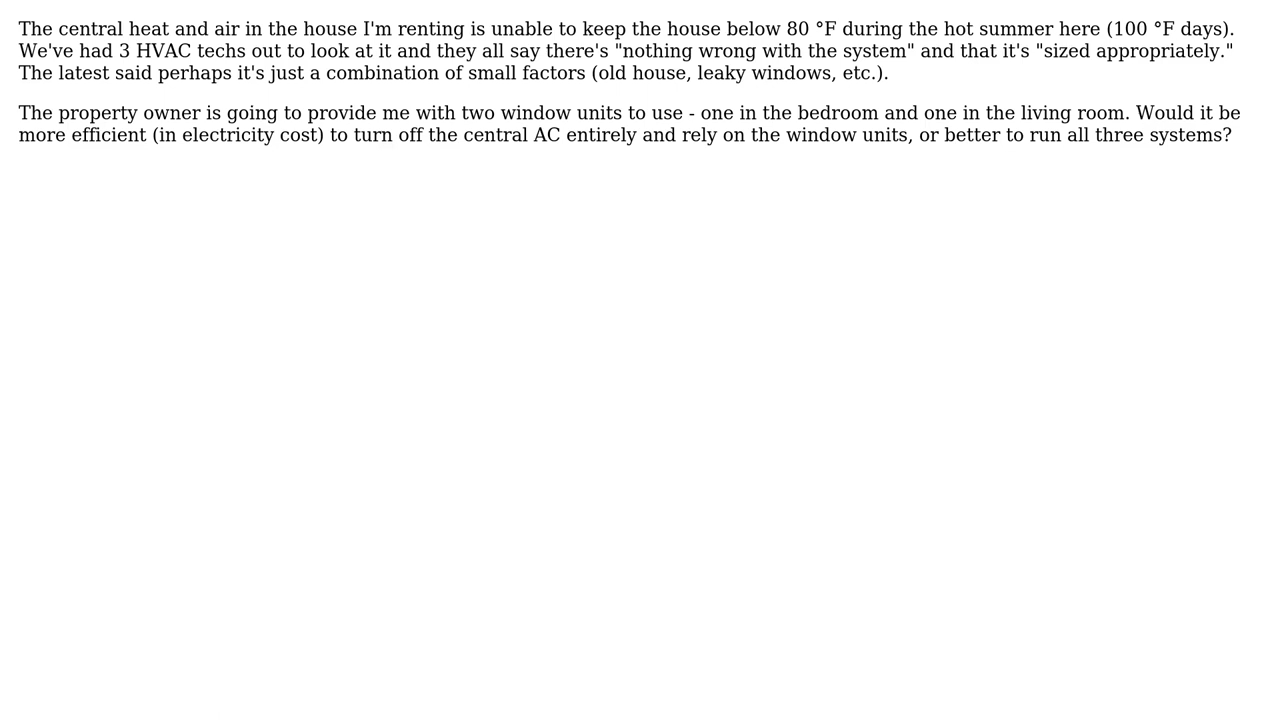 The central heat and air in the house I'm renting is unable to keep the house below 80 °F during the hot summer here (100 °F days).
We've had 3 HVAC techs out to look at it and they all say there's "nothing wrong with the system" and that it's "sized appropriately."
The latest said perhaps it's just a combination of small factors (old house, leaky windows, etc.).
The property owner is going to provide me with two window units to use - one in the bedroom and one in the living room. Would it be
more efficient (in electricity cost) to turn off the central AC entirely and rely on the window units, or better to run all three systems?